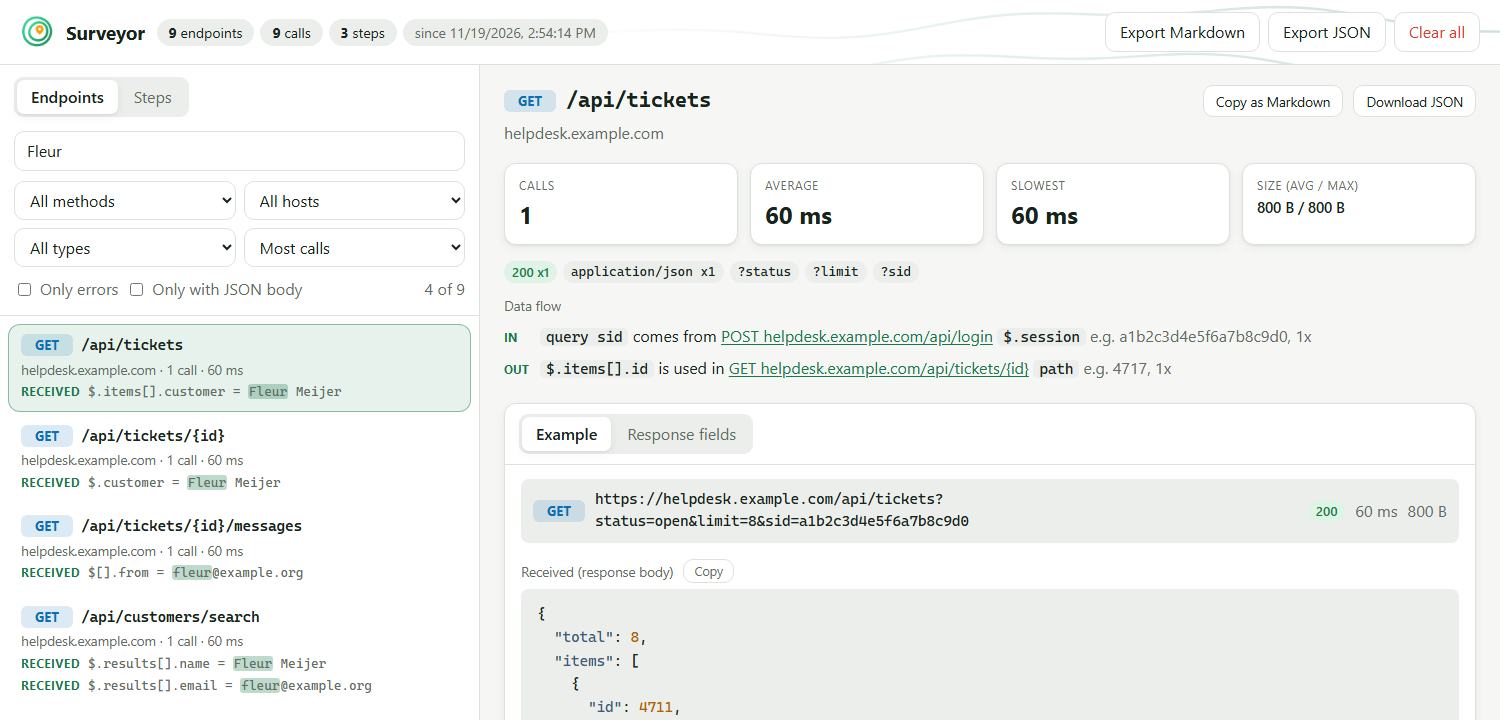 Surveyor
9 endpoints
9 calls
3 steps
since 11/19/2026, 2:54:14 PM
Export Markdown
Export JSON
Clear all
Endpoints
Steps
Fleur
All methods
All hosts
All types
Most calls
Only errors
Only with JSON body
4 of 9
GET /api/tickets
helpdesk.example.com · 1 call · 60 ms
RECEIVED $.items[].customer = Fleur Meijer
GET /api/tickets/{id}
helpdesk.example.com · 1 call · 60 ms
RECEIVED $.customer = Fleur Meijer
GET /api/tickets/{id}/messages
helpdesk.example.com · 1 call · 60 ms
RECEIVED $[].from = fleur@example.org
GET /api/customers/search
helpdesk.example.com · 1 call · 60 ms
RECEIVED $.results[].name = Fleur Meijer
RECEIVED $.results[].email = fleur@example.org
GET /api/tickets
Copy as Markdown
Download JSON
helpdesk.example.com
CALLS
1
AVERAGE
60 ms
SLOWEST
60 ms
SIZE (AVG / MAX)
800 B / 800 B
200 x1
application/json x1
?status
?limit
?sid
Data flow
IN query sid comes from POST helpdesk.example.com/api/login $.session e.g. a1b2c3d4e5f6a7b8c9d0, 1x
OUT $.items[].id is used in GET helpdesk.example.com/api/tickets/{id} path e.g. 4717, 1x
Example
Response fields
GET
https://helpdesk.example.com/api/tickets?
status=open&limit=8&sid=a1b2c3d4e5f6a7b8c9d0
200 60 ms 800 B
Received (response body)
Copy
{
"total": 8,
"items": [
{
"id": 4711,